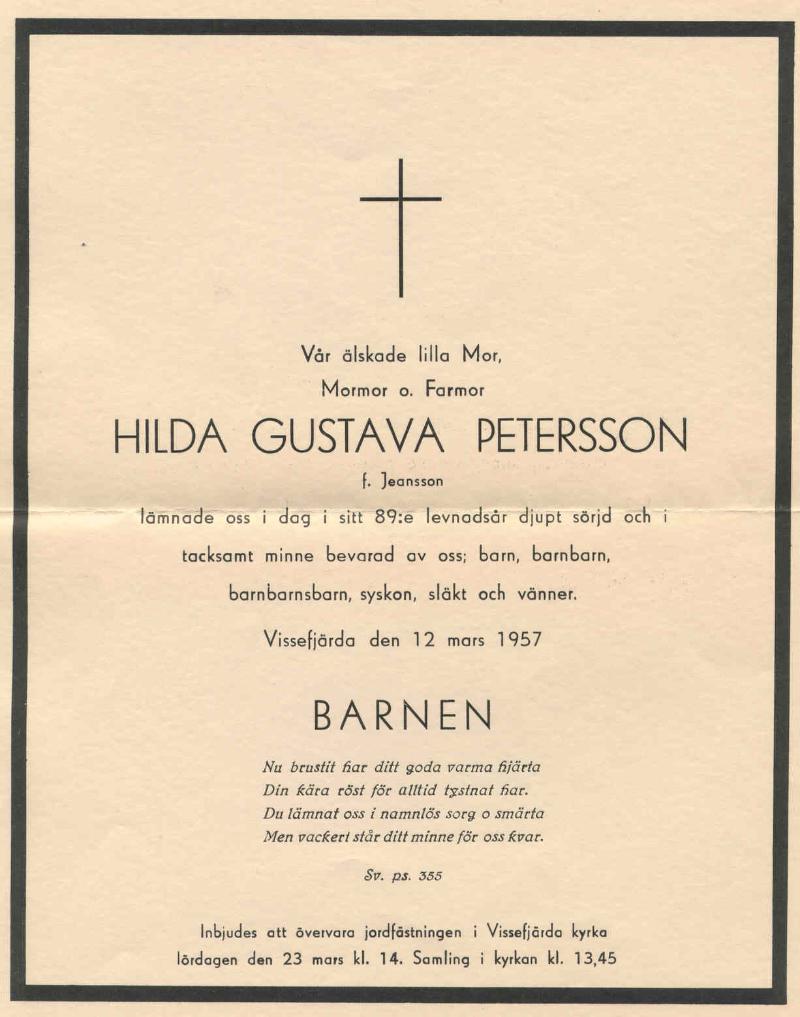 Vår älskade lilla Mor,
Mormor o. Farmor
HILDA GUSTAVA PETERSSON
f. Jeansson
lämnade oss i dag i sitt 89:e levnadsår djupt sörjd och i
tacksamt minne bevarad av oss; barn, barnbarn,
barnbarnsbarn, syskon, släkt och vänner.
Vissefjärda den 12 mars 1957
BARNEN
Nu brustit har ditt goda varma hjärta
Din kära röst för alltid tystnat har.
Du lämnat oss i namnlös sorg o smärta
Men vackert står ditt minne för oss kvar.
Sv. ps. 355
Inbjudes att övervara jordfästningen i Vissefjärda kyrka
lördagen den 23 mars kl. 14. Samling i kyrkan kl. 13,45